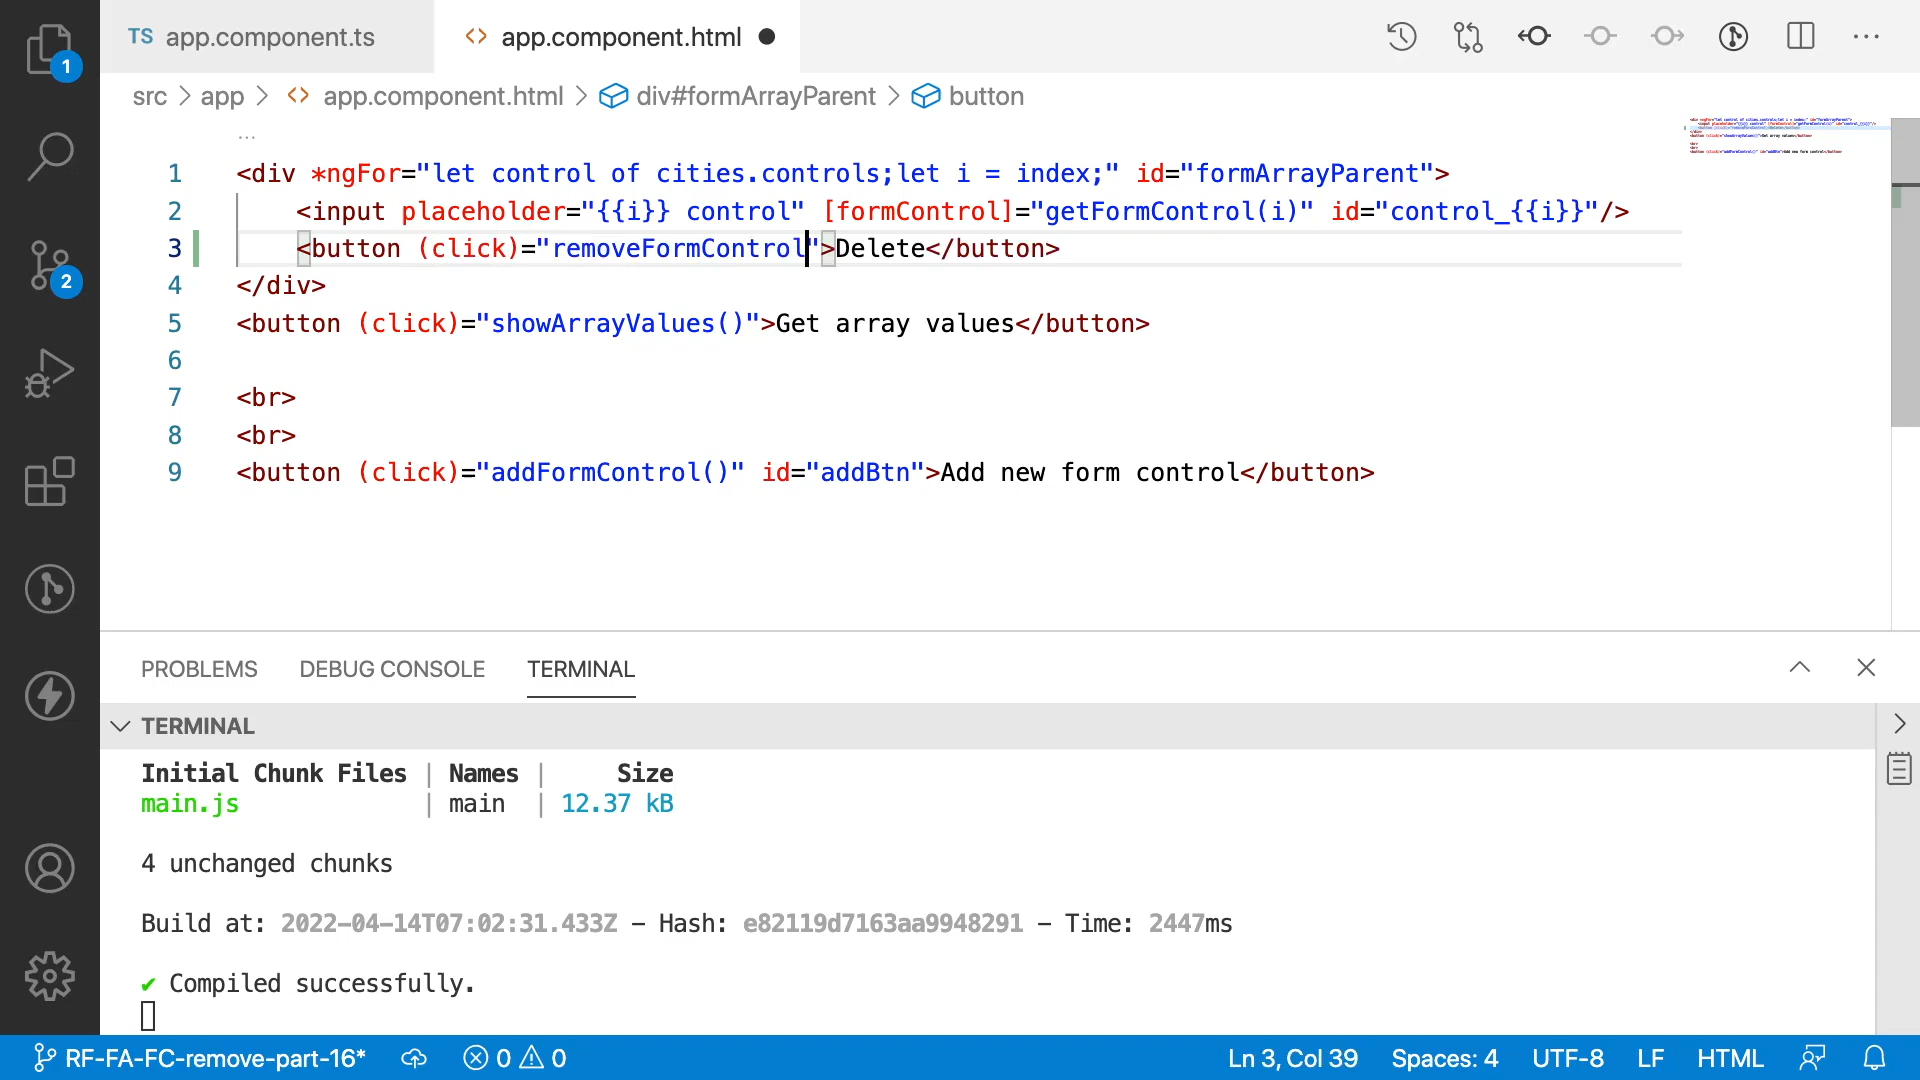 TS app.component.ts
<> app.component.html
src > app > <> app.component.html > div#formArrayParent > button
...
1 <div *ngFor="let control of cities.controls;let i = index;" id="formArrayParent">
2 <input placeholder="{{i}} control" [formControl]="getFormControl(i)" id="control_{{i}}"/>
3 <button (click)="removeFormControl">Delete</button>
4 </div>
5 <button (click)="showArrayValues()">Get array values</button>
6
7 <br>
8 <br>
9 <button (click)="addFormControl()" id="addBtn">Add new form control</button>
1
2
PROBLEMS DEBUG CONSOLE TERMINAL
TERMINAL
Initial Chunk Files | Names | Size
main.js | main | 12.37 kB
4 unchanged chunks
Build at: 2022-04-14T07:02:31.433Z - Hash: e82119d7163aa9948291 - Time: 2447ms
✔ Compiled successfully.
RF-FA-FC-remove-part-16* 0 0 Ln 3, Col 39 Spaces: 4 UTF-8 LF HTML